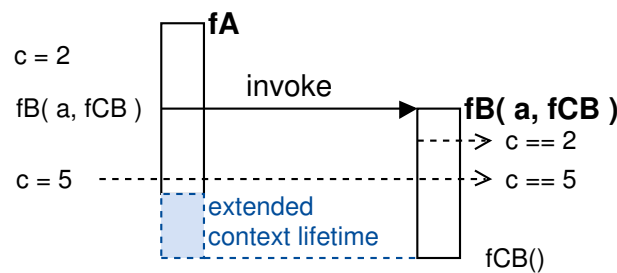 fA
c = 2
invoke
fB( a, fCB )
fB( a, fCB )
c == 2
c = 5
c == 5
extended
context lifetime
fCB()